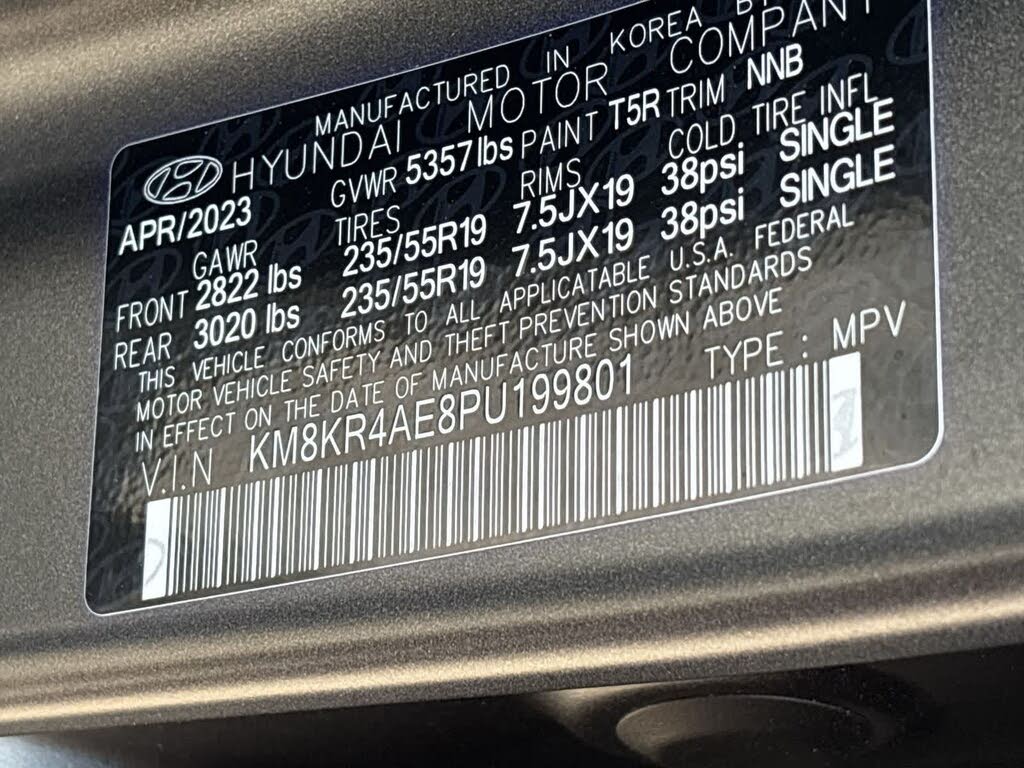 MANUFACTURED IN KOREA BY
HYUNDAI MOTOR COMPANY
APR/2023 GVWR 5357lbs PAINT T5R TRIM NNB
GAWR TIRES RIMS COLD TIRE INFL
FRONT 2822 lbs 235/55R19 7.5JX19 38psi SINGLE
REAR 3020 lbs 235/55R19 7.5JX19 38psi SINGLE
THIS VEHICLE CONFORMS TO ALL APPLICATABLE U.S.A. FEDERAL
MOTOR VEHICLE SAFETY AND THEFT PREVENTION STANDARDS
IN EFFECT ON THE DATE OF MANUFACTURE SHOWN ABOVE
V.I.N KM8KR4AE8PU199801 TYPE : MPV